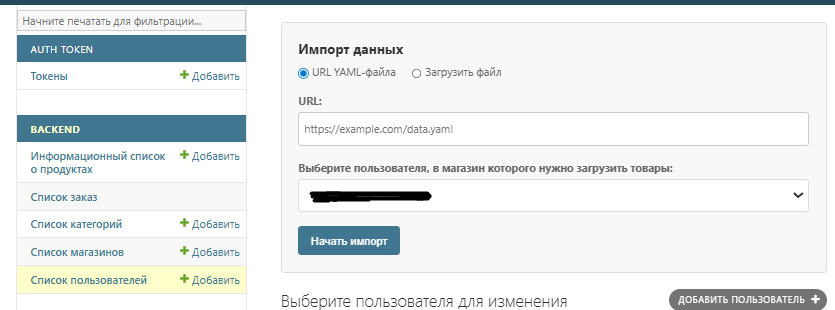 Начните печатать для фильтрации...
AUTH TOKEN
Токены
Добавить
BACKEND
Информационный список
о продуктах
Добавить
Список заказ
Список категорий
Добавить
Список магазинов
Добавить
Список пользователей
Добавить
Импорт данных
URL YAML-файла
Загрузить файл
URL:
https://example.com/data.yaml
Выберите пользователя, в магазин которого нужно загрузить товары:
Начать импорт
Выберите пользователя для изменения
ДОБАВИТЬ ПОЛЬЗОВАТЕЛЬ